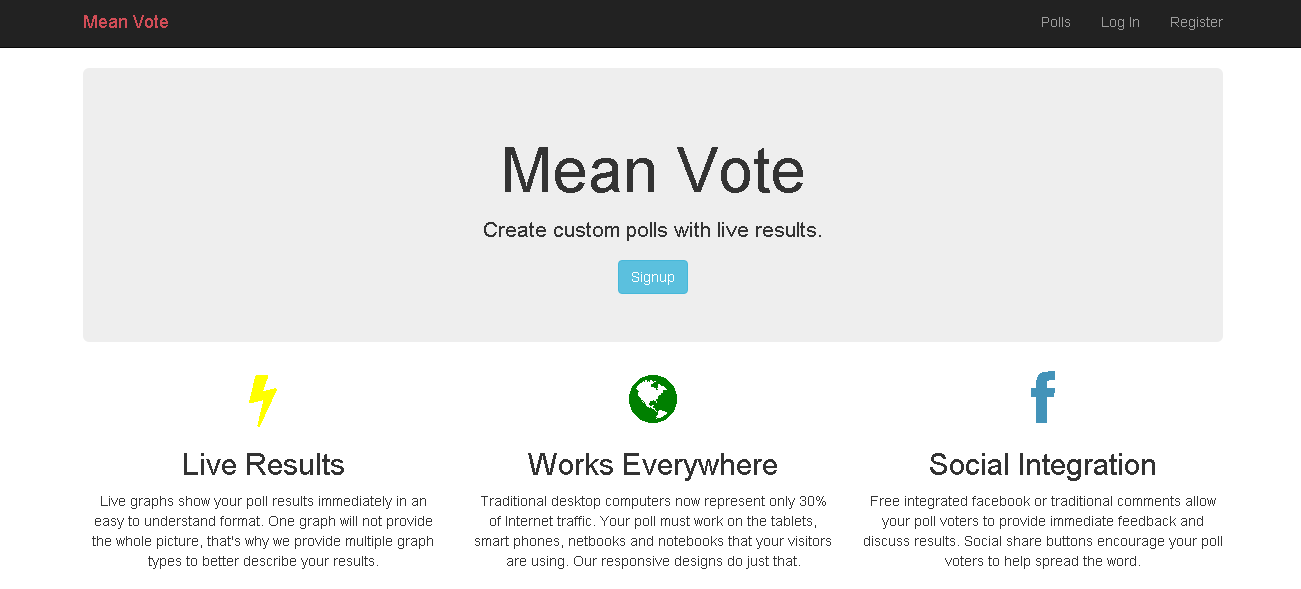 Mean Vote
Polls
Log In
Register
Mean Vote
Create custom polls with live results.
Signup
Live Results
Live graphs show your poll results immediately in an
easy to understand format. One graph will not provide
the whole picture, that's why we provide multiple graph
types to better describe your results.
Works Everywhere
Traditional desktop computers now represent only 30%
of Internet traffic. Your poll must work on the tablets,
smart phones, netbooks and notebooks that your visitors
are using. Our responsive designs do just that.
Social Integration
Free integrated facebook or traditional comments allow
your poll voters to provide immediate feedback and
discuss results. Social share buttons encourage your poll
voters to help spread the word.